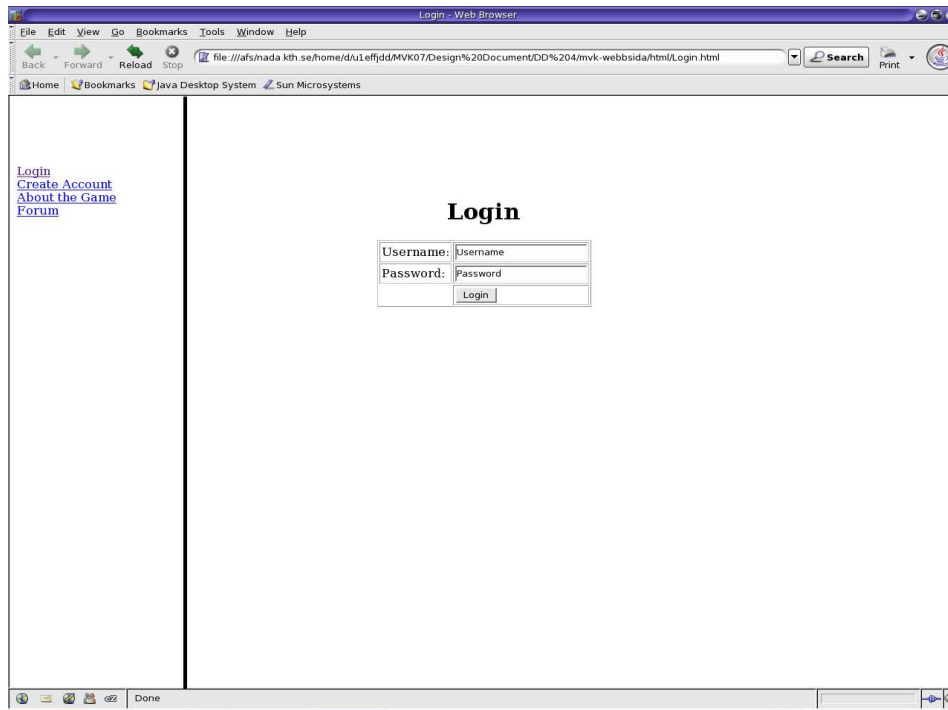 Login - Web Browser
File Edit View Go Bookmarks Tools Window Help
Back Forward Reload Stop file:///afs/nada.kth.se/home/d/u1effjdd/MVK07/Design%20Document/DD%204/mvk-webbsida/html/Login.html Search Print
Home Bookmarks Java Desktop System Sun Microsystems
Login
Create Account
About the Game
Forum
Login
Username: Username
Password: Password
Login
Done